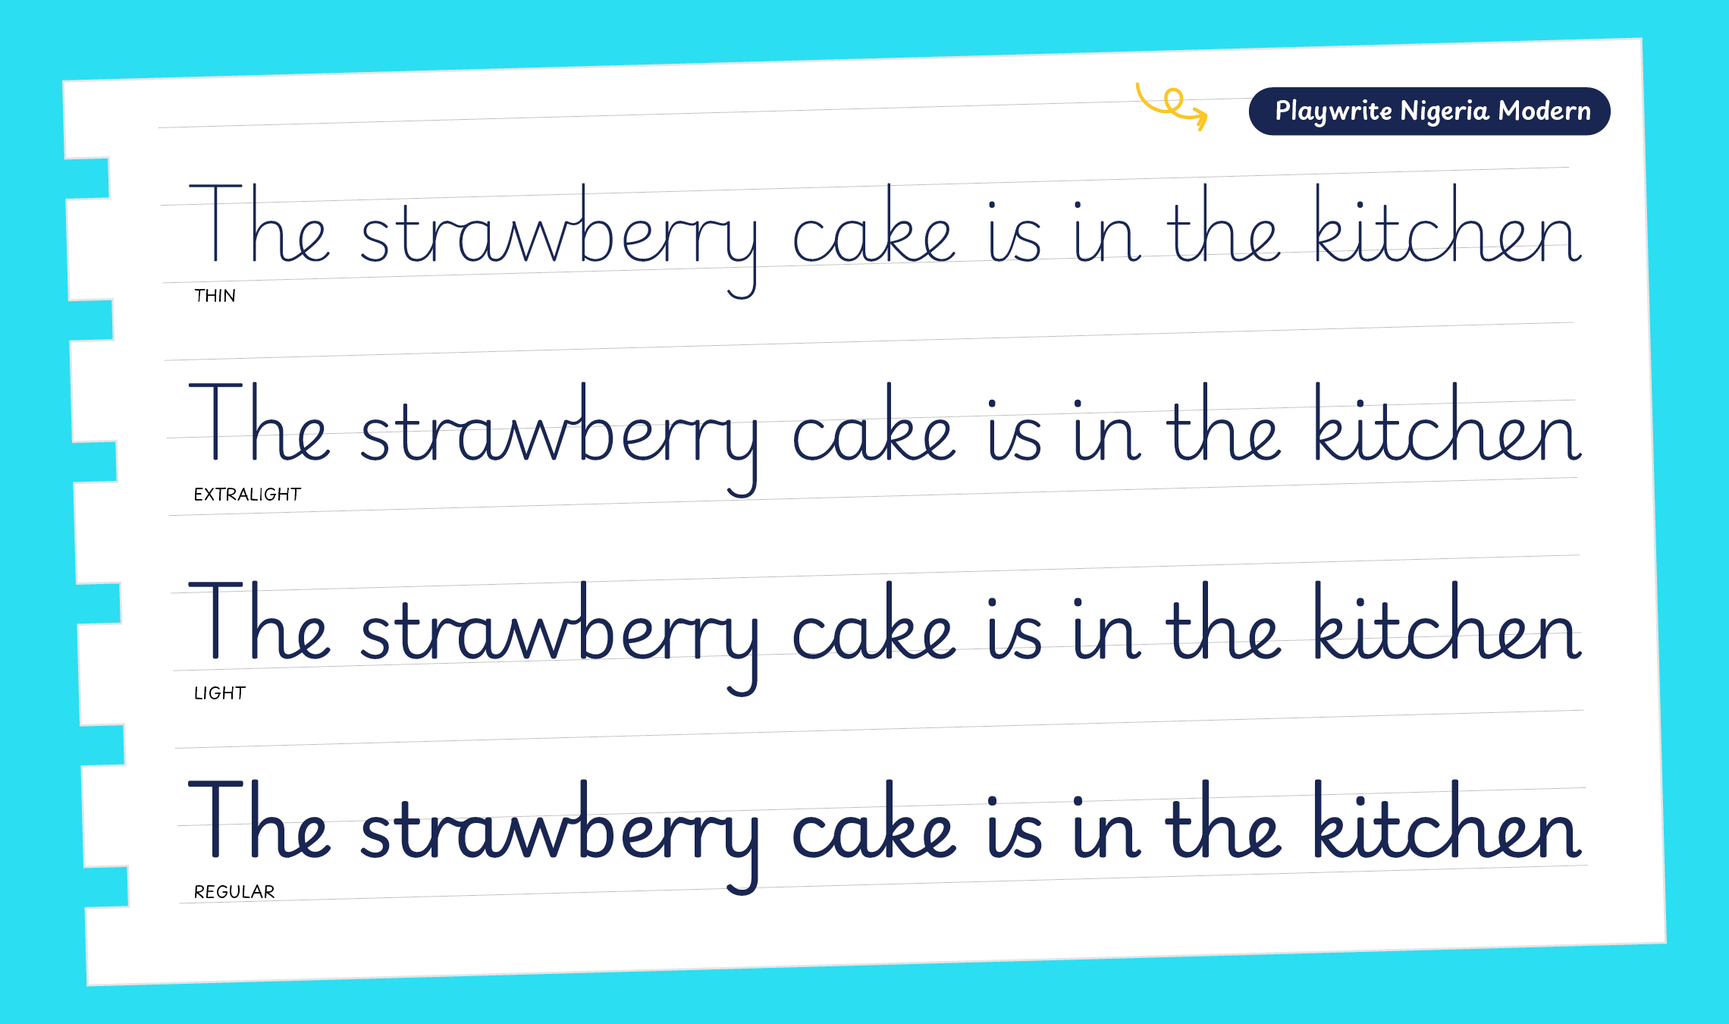 Playwrite Nigeria Modern
The strawberry cake is in the kitchen
THIN
The strawberry cake is in the kitchen
EXTRALIGHT
The strawberry cake is in the kitchen
LIGHT
The strawberry cake is in the kitchen
REGULAR